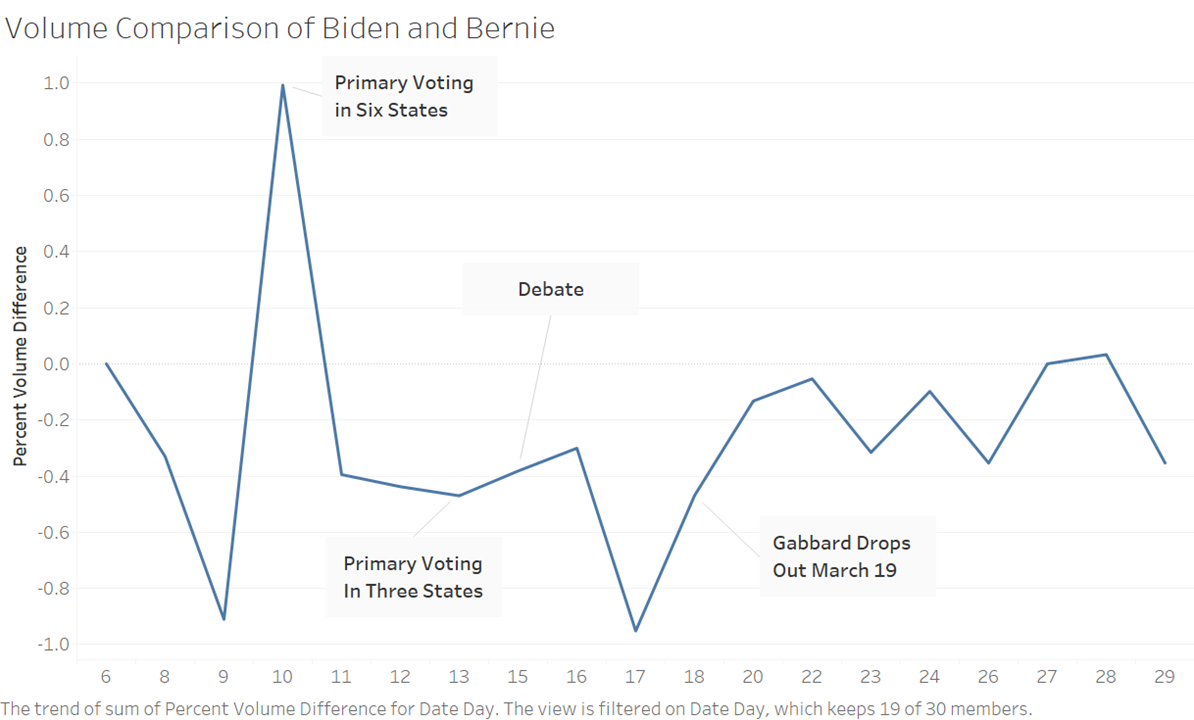 Volume Comparison of Biden and Bernie
Percent Volume Difference
1.0
0.8
0.6
0.4
0.2
0.0
-0.2
-0.4
-0.6
-0.8
-1.0
Primary Voting
in Six States
Debate
Primary Voting
In Three States
Gabbard Drops
Out March 19
6 8 9 10 11 12 13 15 16 17 18 20 22 23 24 26 27 28 29
The trend of sum of Percent Volume Difference for Date Day. The view is filtered on Date Day, which keeps 19 of 30 members.